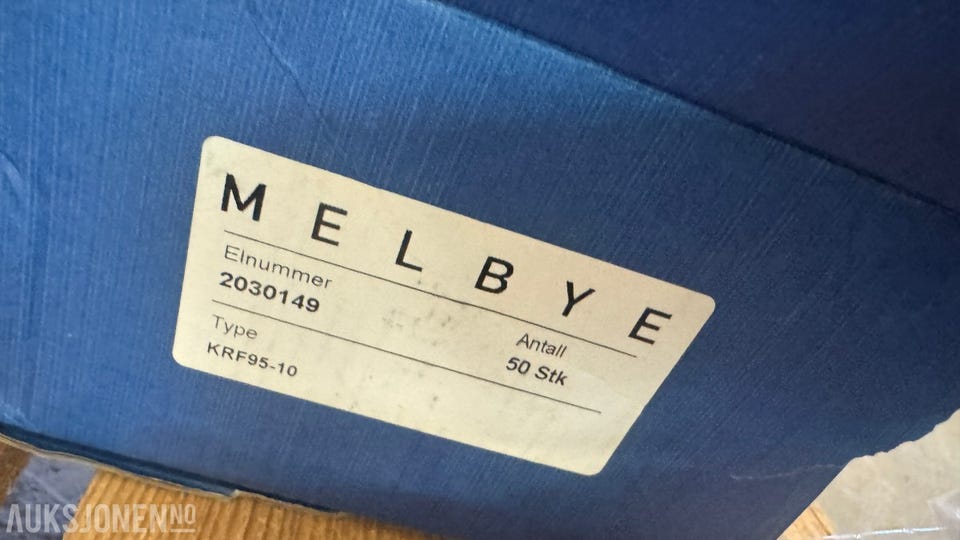 MELBYE
Elnummer
2030149
Antall
50 Stk
Type
KRF95-10
AUKSJONEN NO